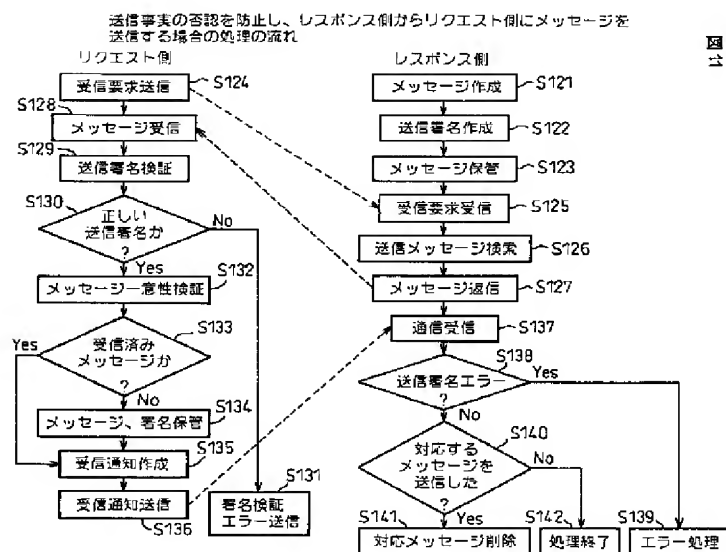 送信事実の否認を防止し、レスポンス側からリクエスト側にメッセージを
送信する場合の処理の流れ
図11
リクエスト側
受信要求送信
S124
S128
メッセージ受信
S129
送信署名検証
S130
正しい
送信署名か
?
No
Yes
S132
メッセージ一意性検証
S133
受信済み
メッセージか
?
Yes
No
S134
メッセージ、署名保管
受信通知作成
S135
受信通知送信
S136
S131
署名検証
エラー送信
レスポンス側
メッセージ作成
S121
送信署名作成
S122
メッセージ保管
S123
受信要求受信
S125
送信メッセージ検索
S126
メッセージ返信
S127
通信受信
S137
S138
送信署名エラー
?
Yes
No
S140
対応する
メッセージを
送信した
?
No
Yes
S141
対応メッセージ削除
S142
処理終了
S139
エラー処理